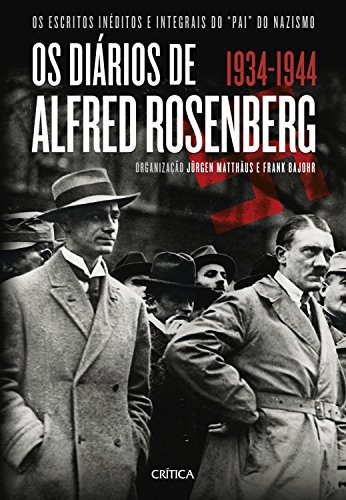 OS ESCRITOS INÉDITOS E INTEGRAIS DO "PAI" DO NAZISMO
OS DIÁRIOS DE 1934-1944
ALFRED ROSENBERG
ORGANIZAÇÃO JÜRGEN MATTHÄUS E FRANK BAJOHR
CRÍTICA